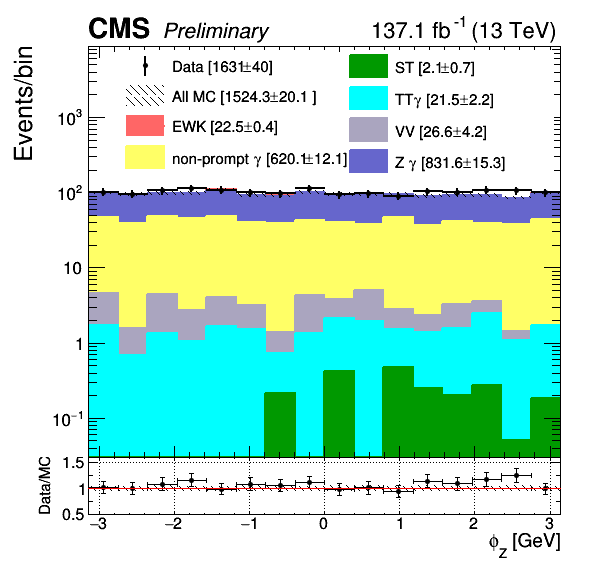 CMS Preliminary 137.1 fb⁻¹ (13 TeV)
Events/bin
Data [1631±40]
All MC [1524.3±20.1 ]
EWK [22.5±0.4]
non-prompt γ [620.1±12.1]
ST [2.1±0.7]
TTγ [21.5±2.2]
VV [26.6±4.2]
Z γ [831.6±15.3]
10³
10²
10
1
10⁻¹
Data/MC
1.5
1
0.5
−3 −2 −1 0 1 2 3
ϕ_Z [GeV]